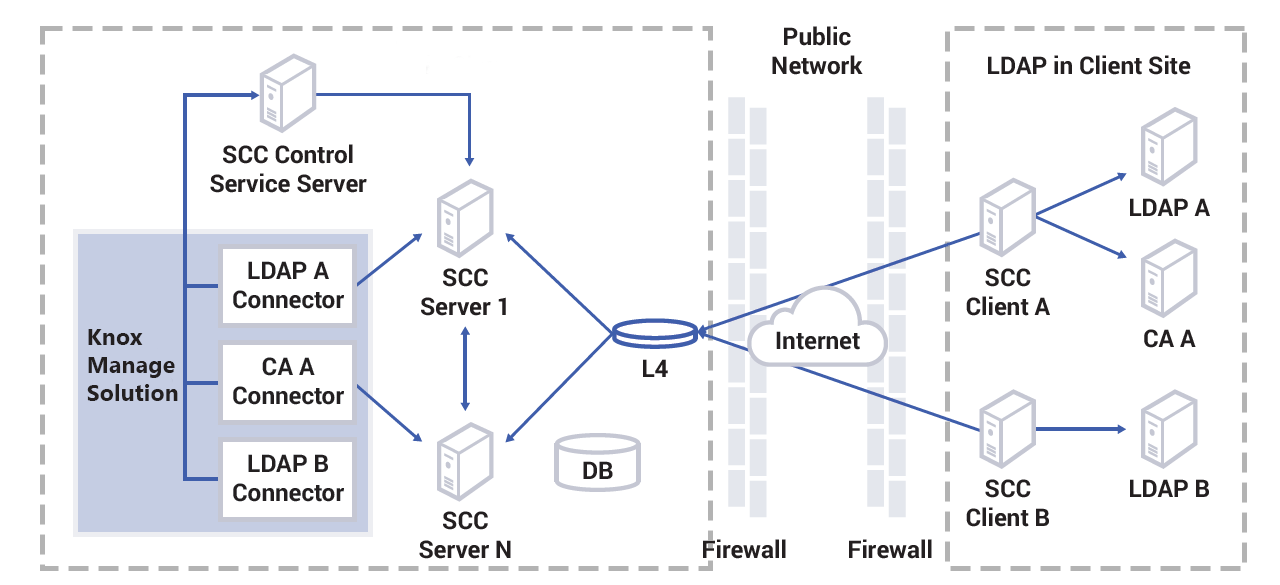 Public
Network
LDAP in Client Site
SCC Control
Service Server
LDAP A
Connector
Knox
Manage
Solution
CA A
Connector
LDAP B
Connector
SCC
Server 1
SCC
Server N
DB
L4
Internet
Firewall
Firewall
SCC
Client A
LDAP A
CA A
SCC
Client B
LDAP B